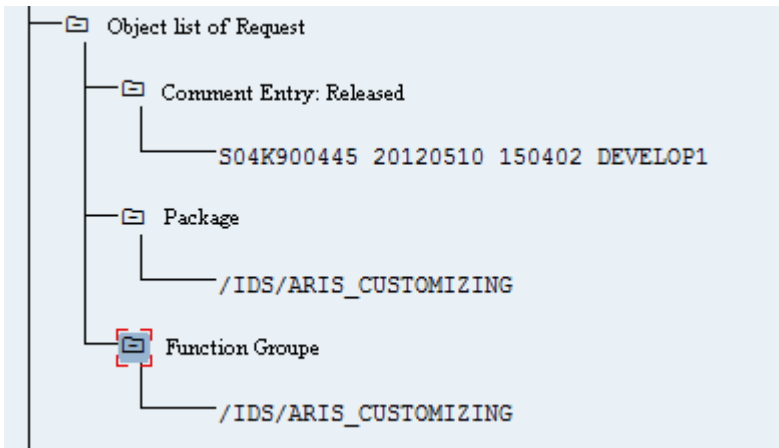 Object list of Request
Comment Entry: Released
S04K900445 20120510 150402 DEVELOP1
Package
/IDS/ARIS_CUSTOMIZING
Function Groupe
/IDS/ARIS_CUSTOMIZING